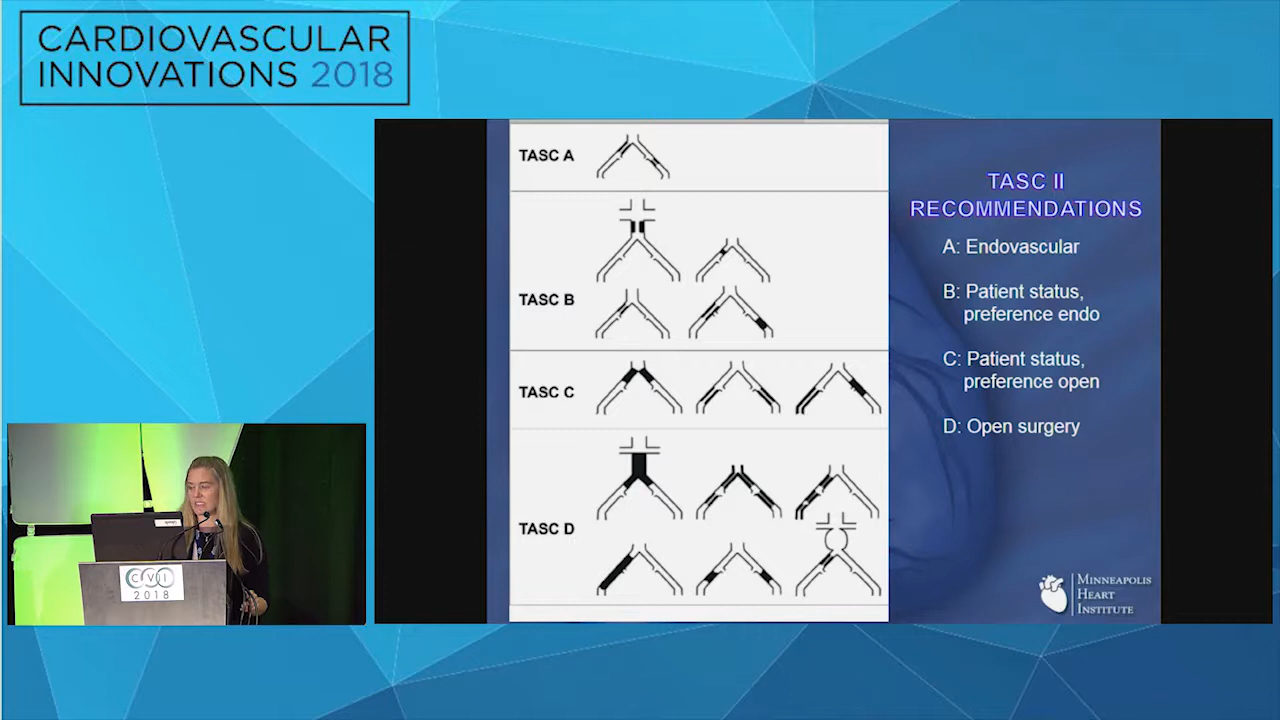 CARDIOVASCULAR
INNOVATIONS 2018
TASC A
TASC B
TASC C
TASC D
TASC II
RECOMMENDATIONS
A: Endovascular
B: Patient status,
preference endo
C: Patient status,
preference open
D: Open surgery
MINNEAPOLIS
HEART
INSTITUTE
CVI
2018